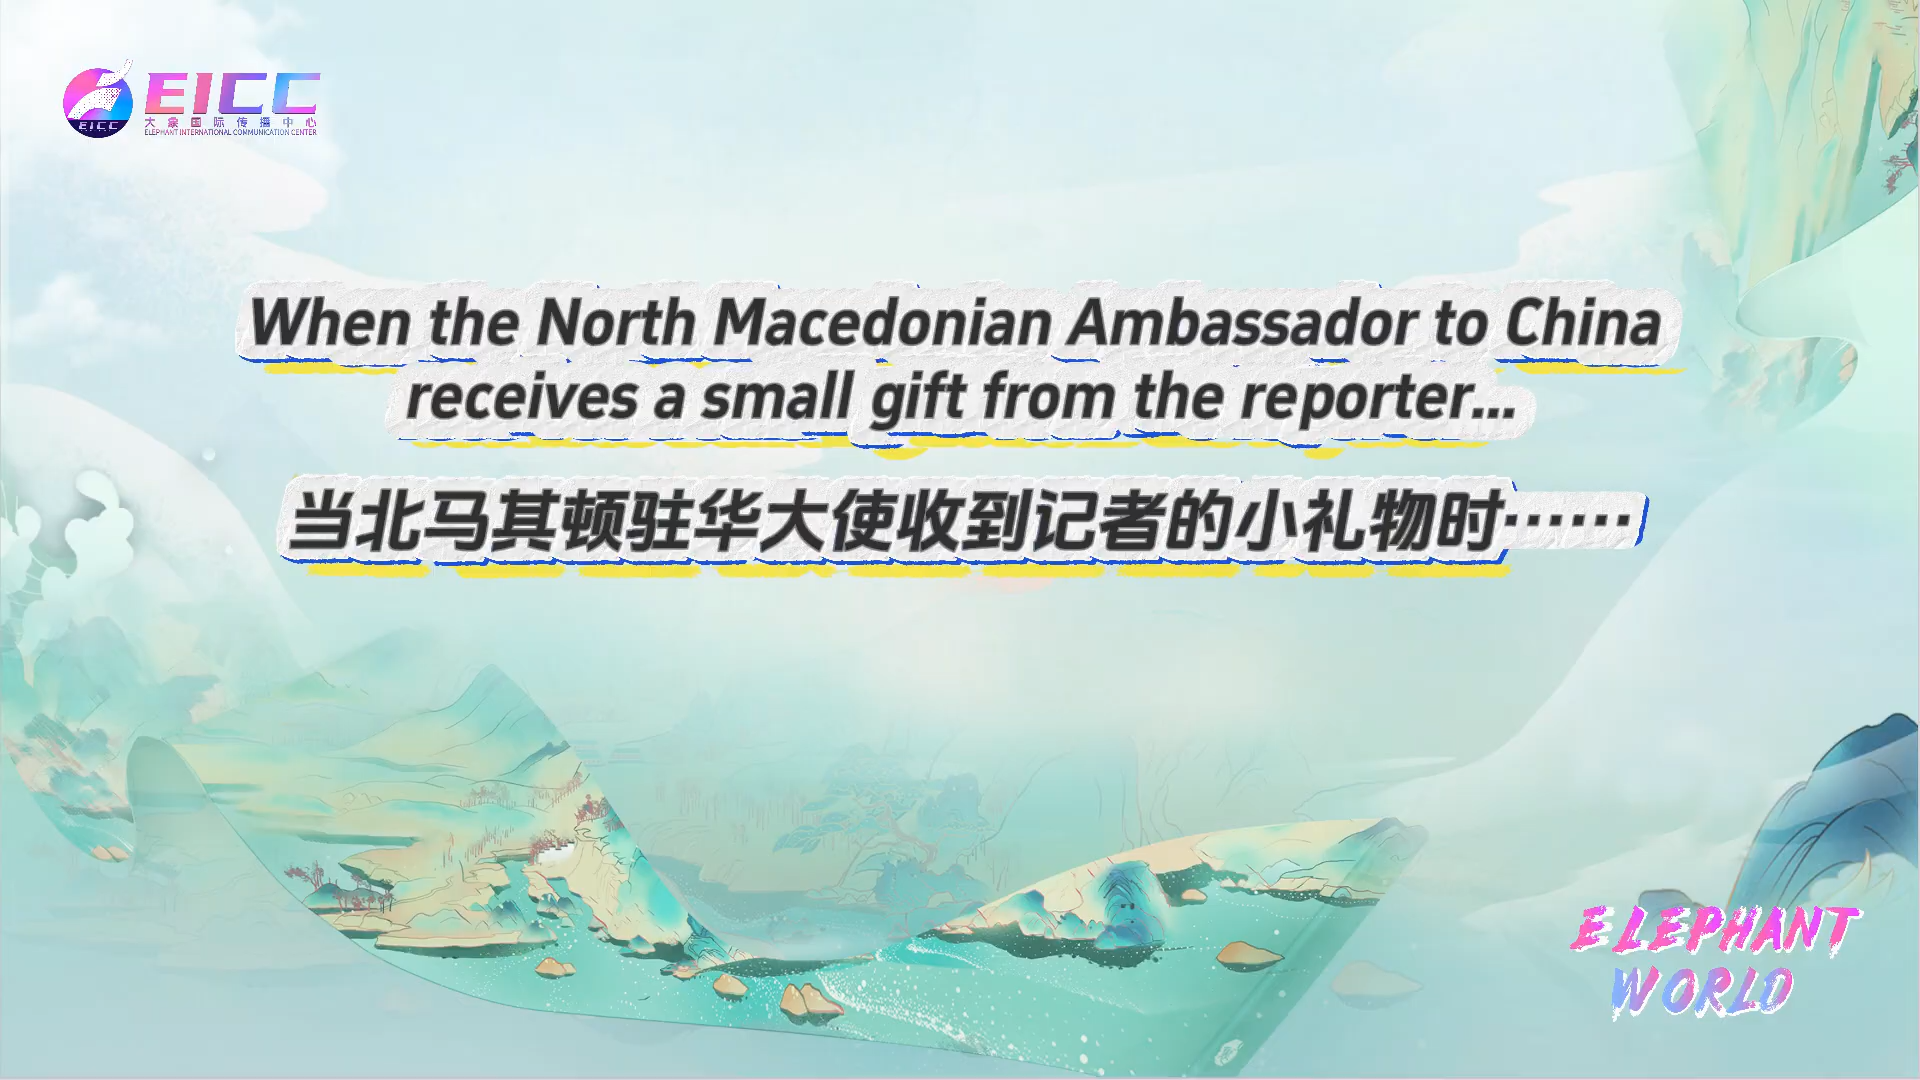 EICC
EICC
大象国际传播中心
ELEPHANT INTERNATIONAL COMMUNICATION CENTER
When the North Macedonian Ambassador to China
receives a small gift from the reporter...
当北马其顿驻华大使收到记者的小礼物时……
ELEPHANT
WORLD